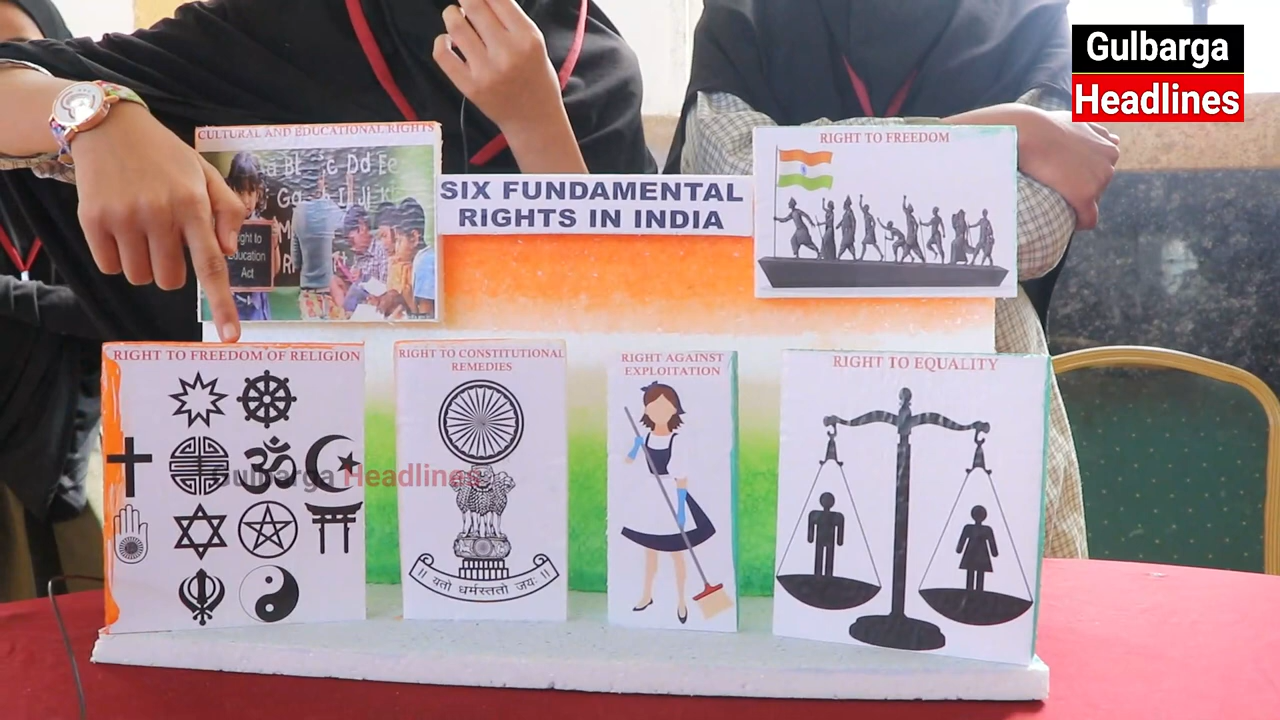 Gulbarga
Headlines
CULTURAL AND EDUCATIONAL RIGHTS
Dd Ee
Right to
Education
Act
SIX FUNDAMENTAL
RIGHTS IN INDIA
RIGHT TO FREEDOM
RIGHT TO FREEDOM OF RELIGION
RIGHT TO CONSTITUTIONAL
REMEDIES
RIGHT AGAINST
EXPLOITATION
RIGHT TO EQUALITY
ॐ
Gulbarga Headlines
॥ यतो धर्मस्ततो जयः ॥